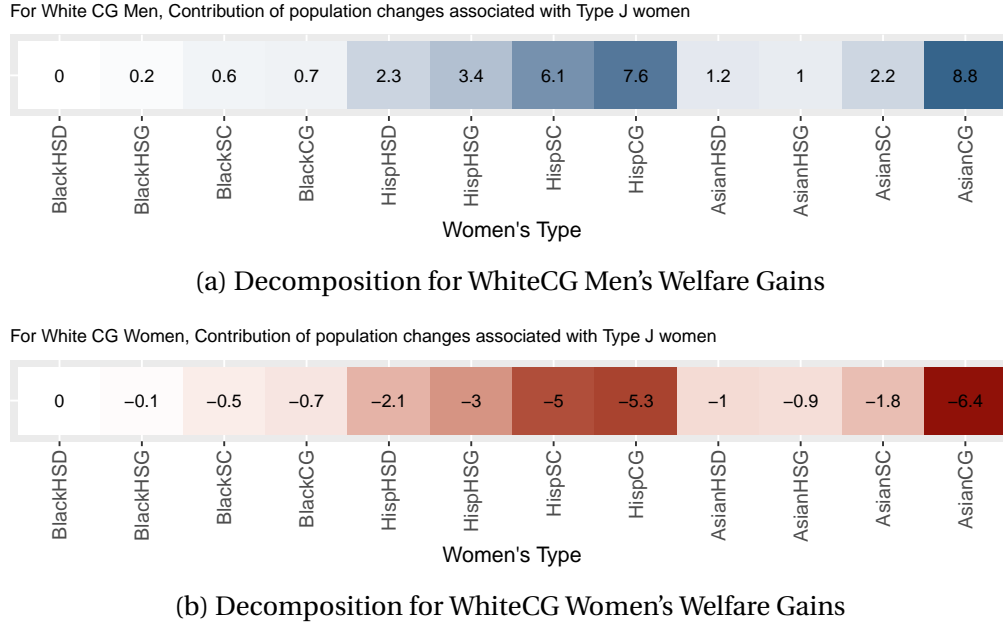 For White CG Men, Contribution of population changes associated with Type J women
0 0.2 0.6 0.7 2.3 3.4 6.1 7.6 1.2 1 2.2 8.8
BlackHSD BlackHSG BlackSC BlackCG HispHSD HispHSG HispSC HispCG AsianHSD AsianHSG AsianSC AsianCG
Women's Type
(a) Decomposition for WhiteCG Men's Welfare Gains
For White CG Women, Contribution of population changes associated with Type J women
0 −0.1 −0.5 −0.7 −2.1 −3 −5 −5.3 −1 −0.9 −1.8 −6.4
BlackHSD BlackHSG BlackSC BlackCG HispHSD HispHSG HispSC HispCG AsianHSD AsianHSG AsianSC AsianCG
Women's Type
(b) Decomposition for WhiteCG Women's Welfare Gains